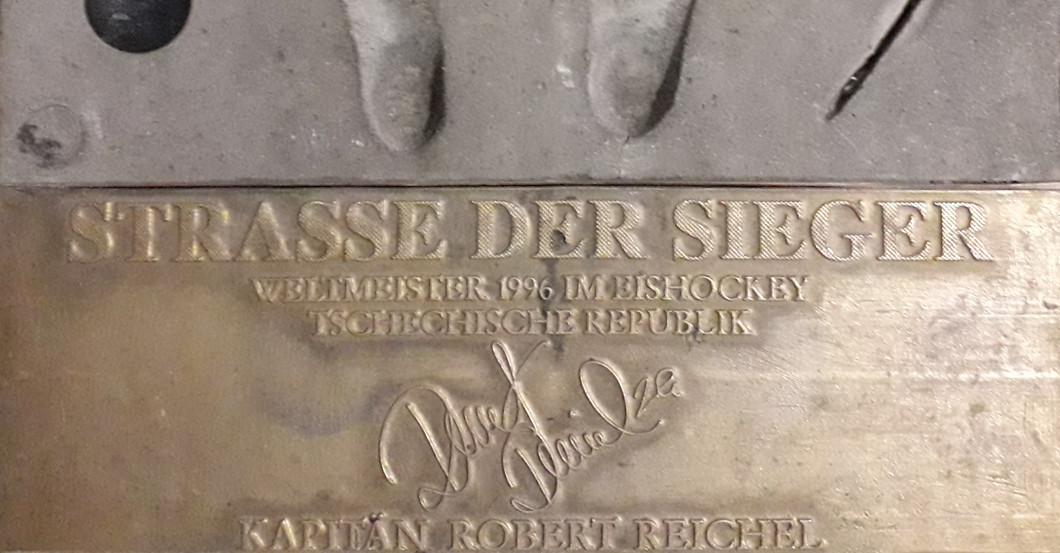 STRASSE DER SIEGER
WELTMEISTER 1996 IM EISHOCKEY
TSCHECHISCHE REPUBLIK
KAPITÄN ROBERT REICHEL